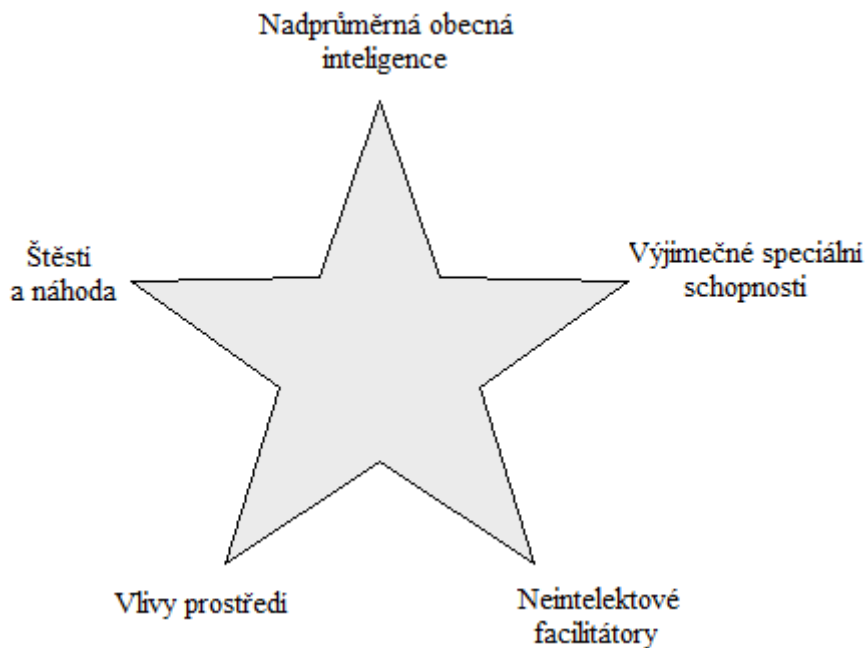 Nadprůměrná obecná
inteligence
Štěstí
a náhoda
Výjimečné speciální
schopnosti
Vlivy prostředí
Neintelektové
facilitátory